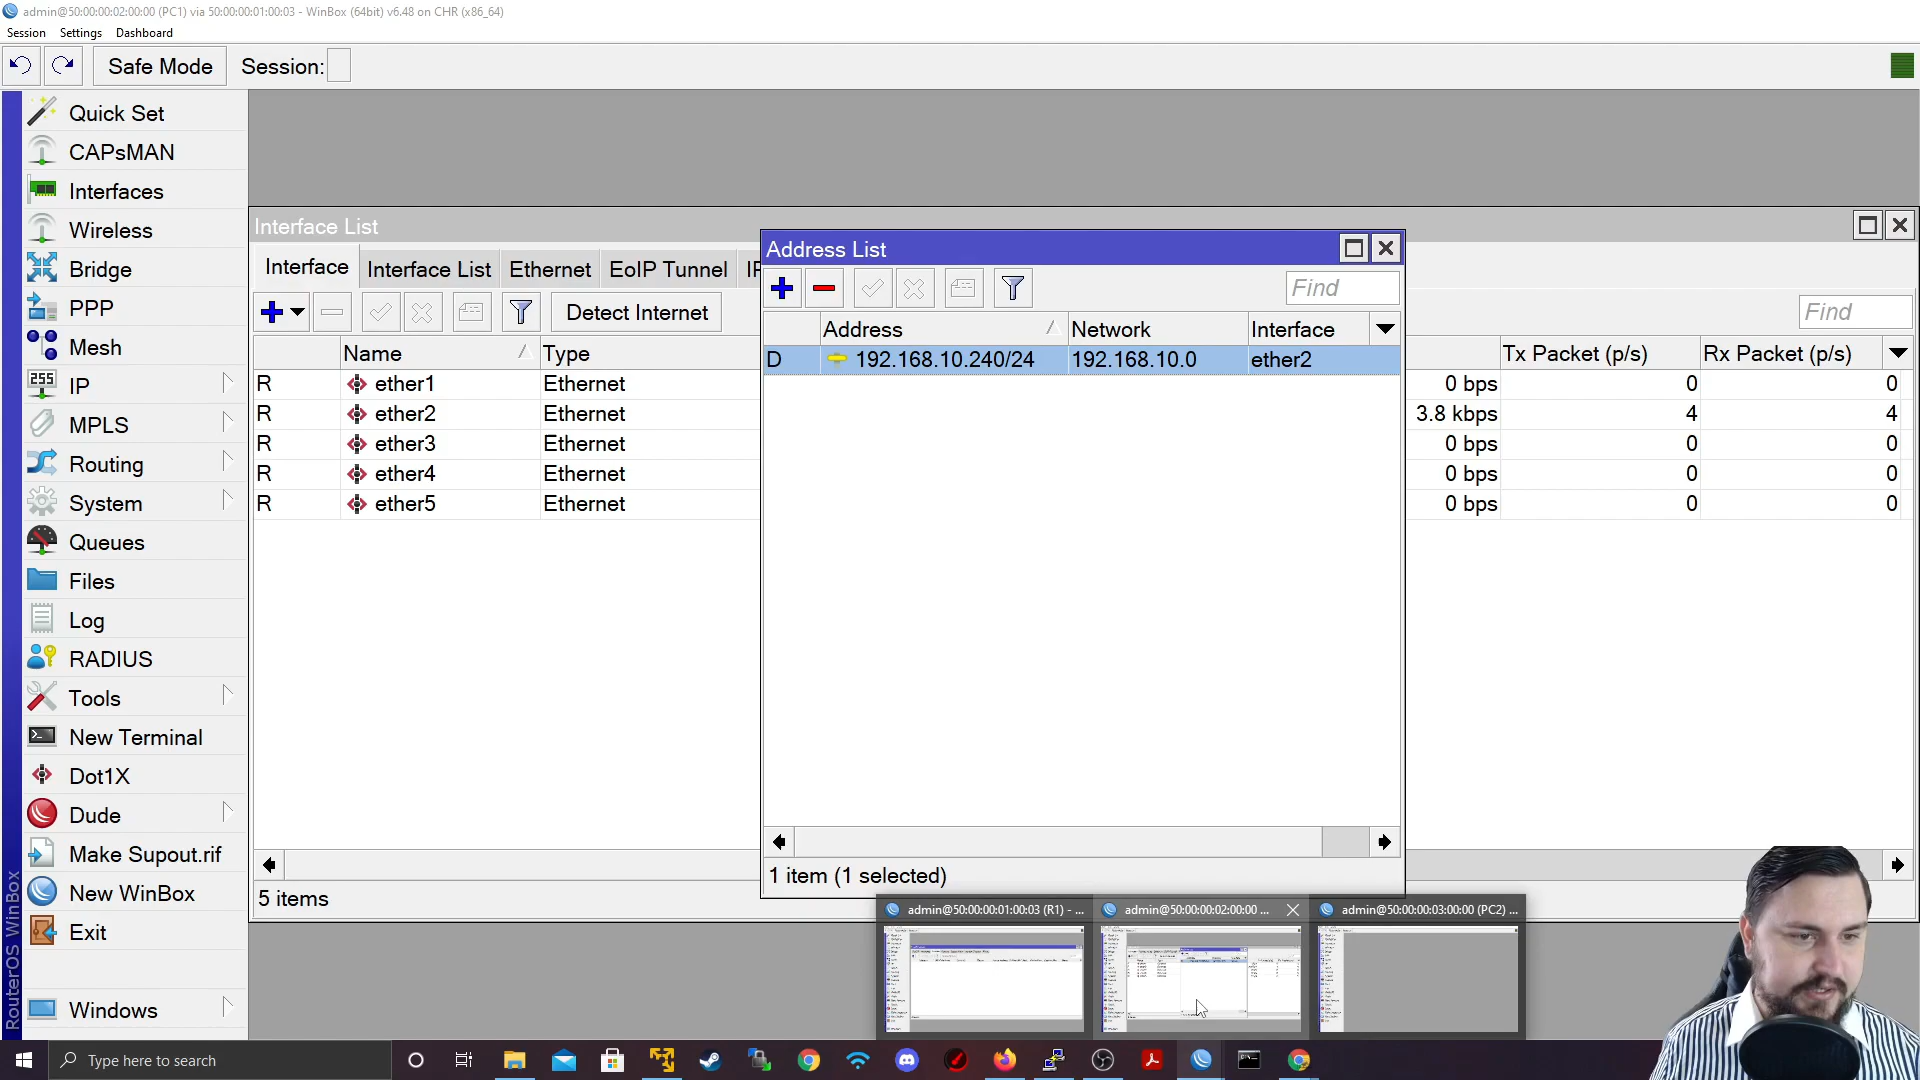 admin@50:00:00:02:00:00 (PC1) via 50:00:00:01:00:03 - WinBox (64bit) v6.48 on CHR (x86_64)
Session Settings Dashboard
Safe Mode Session:
Quick Set
CAPsMAN
Interfaces
Wireless
Bridge
PPP
Mesh
255 IP
MPLS
Routing
System
Queues
Files
Log
RADIUS
Tools
New Terminal
Dot1X
Dude
Make Supout.rif
New WinBox
Exit
Windows
RouterOS WinBox
Interface List
Interface Interface List Ethernet EoIP Tunnel IP
Detect Internet
Find
Name Type Tx Packet (p/s) Rx Packet (p/s)
R ether1 Ethernet 0 bps 0 0
R ether2 Ethernet 3.8 kbps 4 4
R ether3 Ethernet 0 bps 0 0
R ether4 Ethernet 0 bps 0 0
R ether5 Ethernet 0 bps 0 0
5 items
Address List
Find
Address Network Interface
D 192.168.10.240/24 192.168.10.0 ether2
1 item (1 selected)
admin@50:00:00:01:00:03 (R1) - ...
admin@50:00:00:02:00:00 ...
admin@50:00:00:03:00:00 (PC2) ...
Type here to search